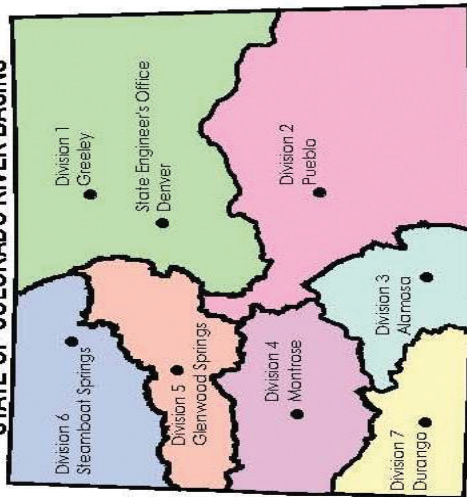 STATE OF COLORADO RIVER BASINS
Division 6
Steamboat Springs
Division 1
Greeley
State Engineer's Office
Denver
Division 5
Glenwood Springs
Division 4
Montrose
Division 2
Pueblo
Division 3
Alamosa
Division 7
Durango